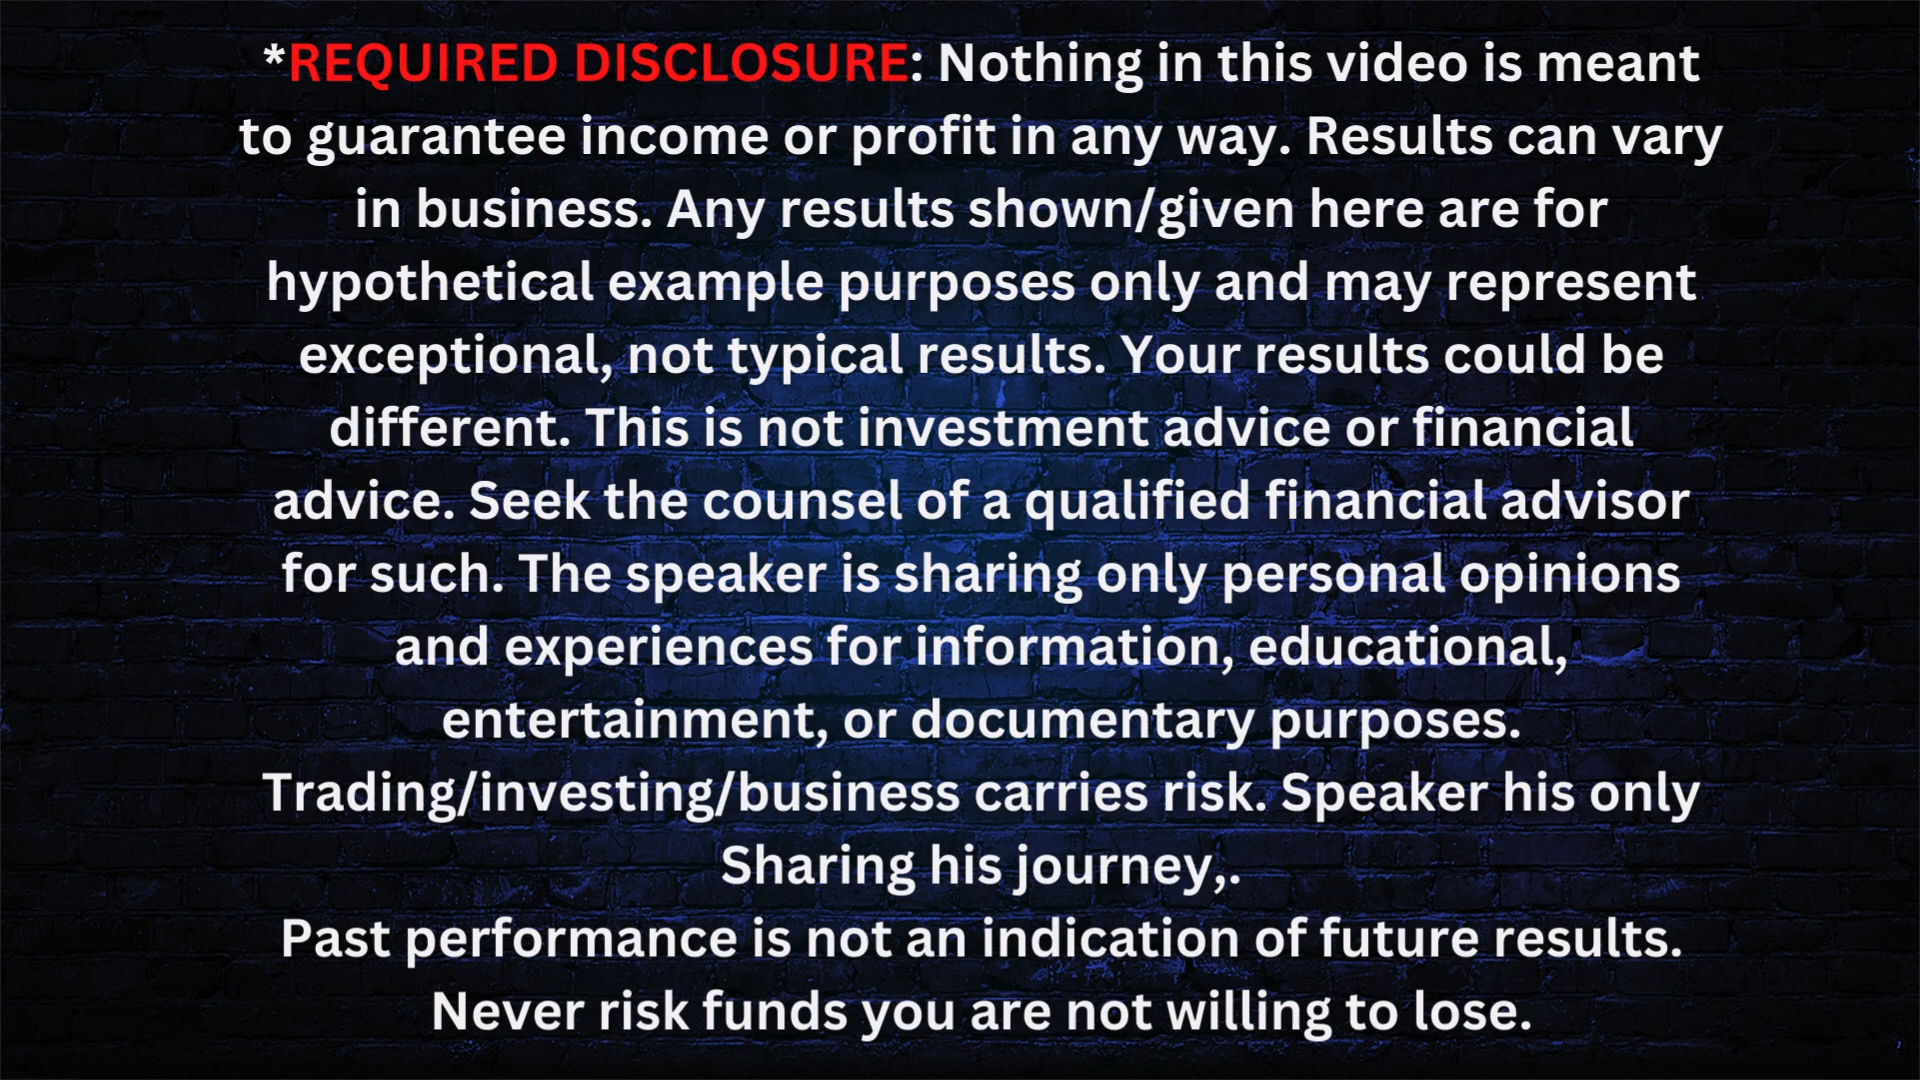 *REQUIRED DISCLOSURE: Nothing in this video is meant
to guarantee income or profit in any way. Results can vary
in business. Any results shown/given here are for
hypothetical example purposes only and may represent
exceptional, not typical results. Your results could be
different. This is not investment advice or financial
advice. Seek the counsel of a qualified financial advisor
for such. The speaker is sharing only personal opinions
and experiences for information, educational,
entertainment, or documentary purposes.
Trading/investing/business carries risk. Speaker his only
Sharing his journey,.
Past performance is not an indication of future results.
Never risk funds you are not willing to lose.